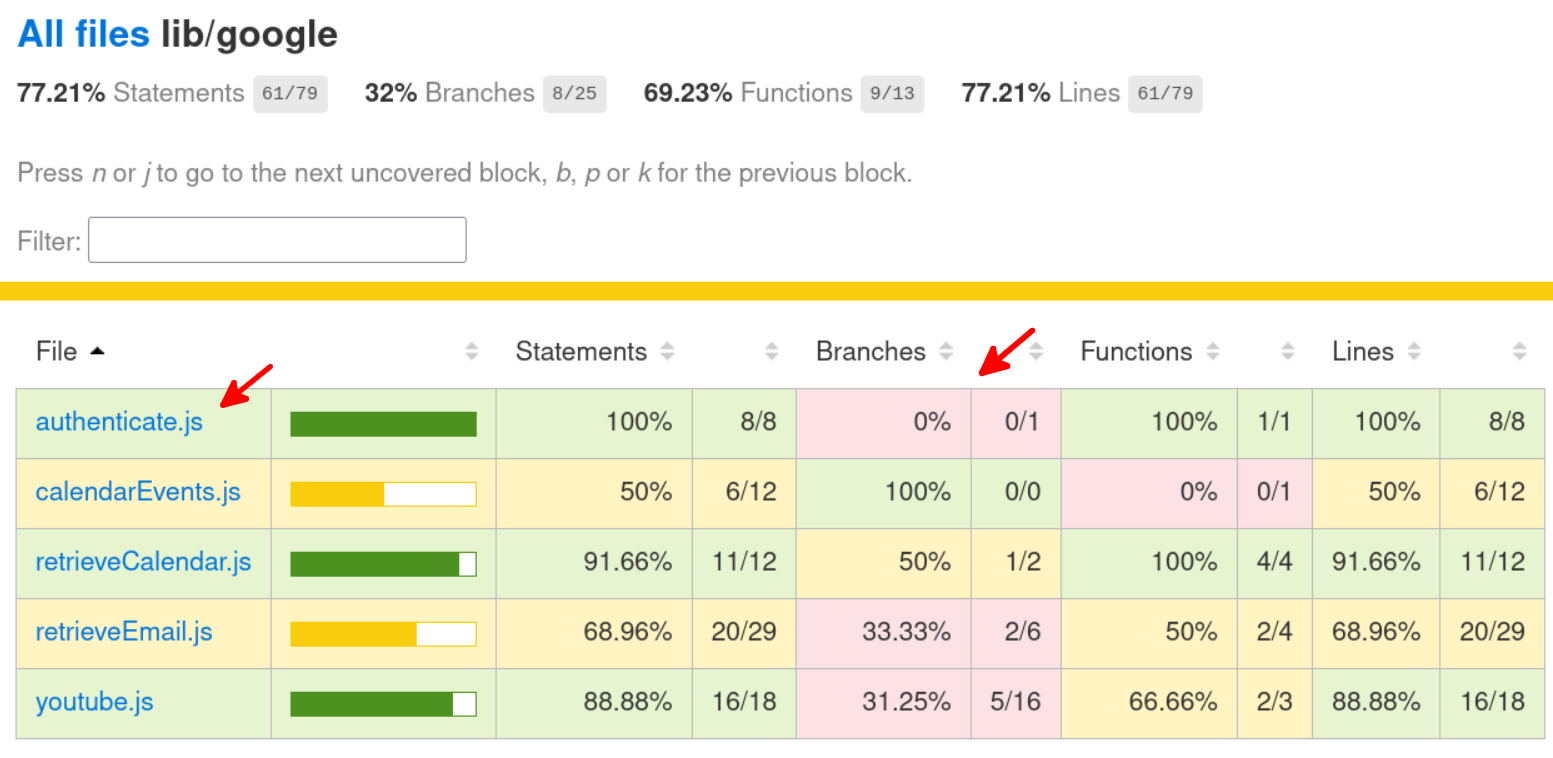 All files lib/google
77.21% Statements 61/79 32% Branches 8/25 69.23% Functions 9/13 77.21% Lines 61/79
Press n or j to go to the next uncovered block, b, p or k for the previous block.
Filter:
File Statements Branches Functions Lines
authenticate.js 100% 8/8 0% 0/1 100% 1/1 100% 8/8
calendarEvents.js 50% 6/12 100% 0/0 0% 0/1 50% 6/12
retrieveCalendar.js 91.66% 11/12 50% 1/2 100% 4/4 91.66% 11/12
retrieveEmail.js 68.96% 20/29 33.33% 2/6 50% 2/4 68.96% 20/29
youtube.js 88.88% 16/18 31.25% 5/16 66.66% 2/3 88.88% 16/18